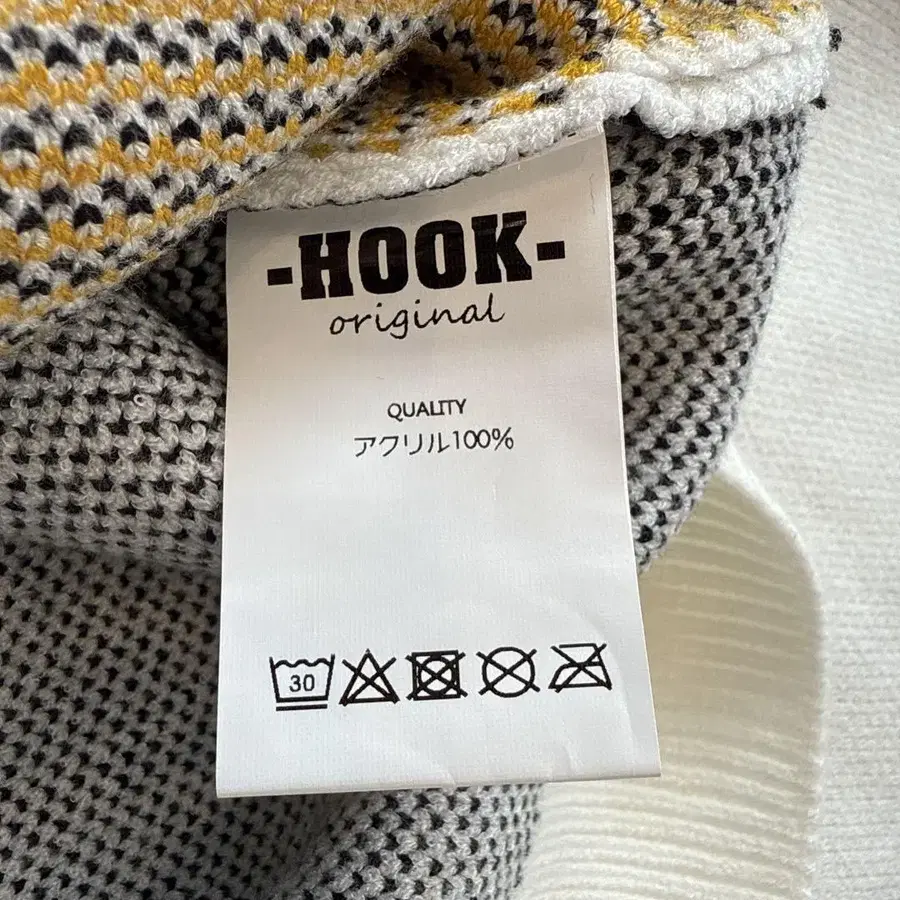 -HOOK-
original
QUALITY
アクリル100%
30